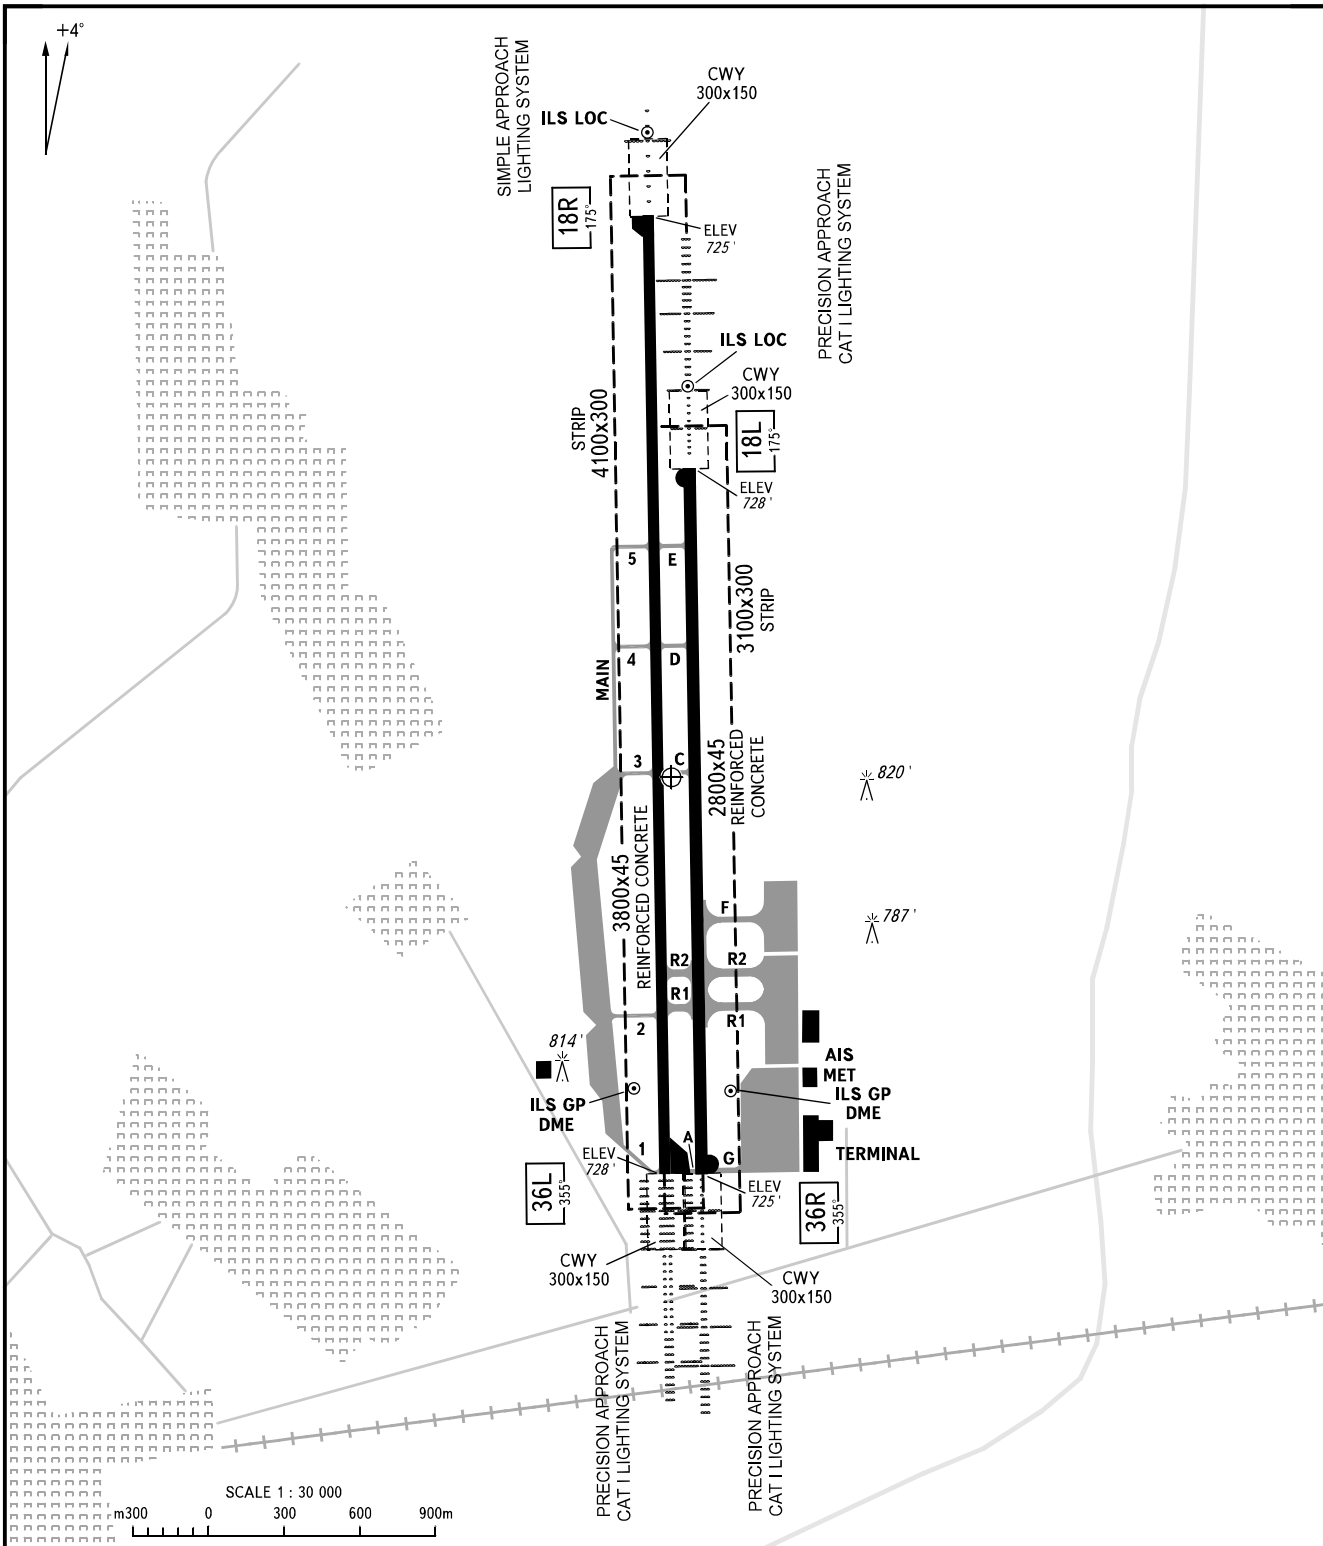 +4°
SIMPLE APPROACH
LIGHTING SYSTEM
CWY
300x150
ILS LOC
18R
175°
ELEV
725'
PRECISION APPROACH
CAT I LIGHTING SYSTEM
ILS LOC
CWY
300x150
STRIP
4100x300
18L
175°
ELEV
728'
5
E
3100x300
STRIP
4
D
MAIN
3
C
2800x45
REINFORCED
CONCRETE
820'
3800x45
REINFORCED CONCRETE
F
787'
R2
R2
R1
R1
2
814'
AIS
MET
ILS GP
DME
ILS GP
DME
1
A
G
TERMINAL
ELEV
728'
ELEV
725'
36L
355°
36R
355°
CWY
300x150
CWY
300x150
PRECISION APPROACH
CAT I LIGHTING SYSTEM
PRECISION APPROACH
CAT I LIGHTING SYSTEM
SCALE 1 : 30 000
m300 0 300 600 900m